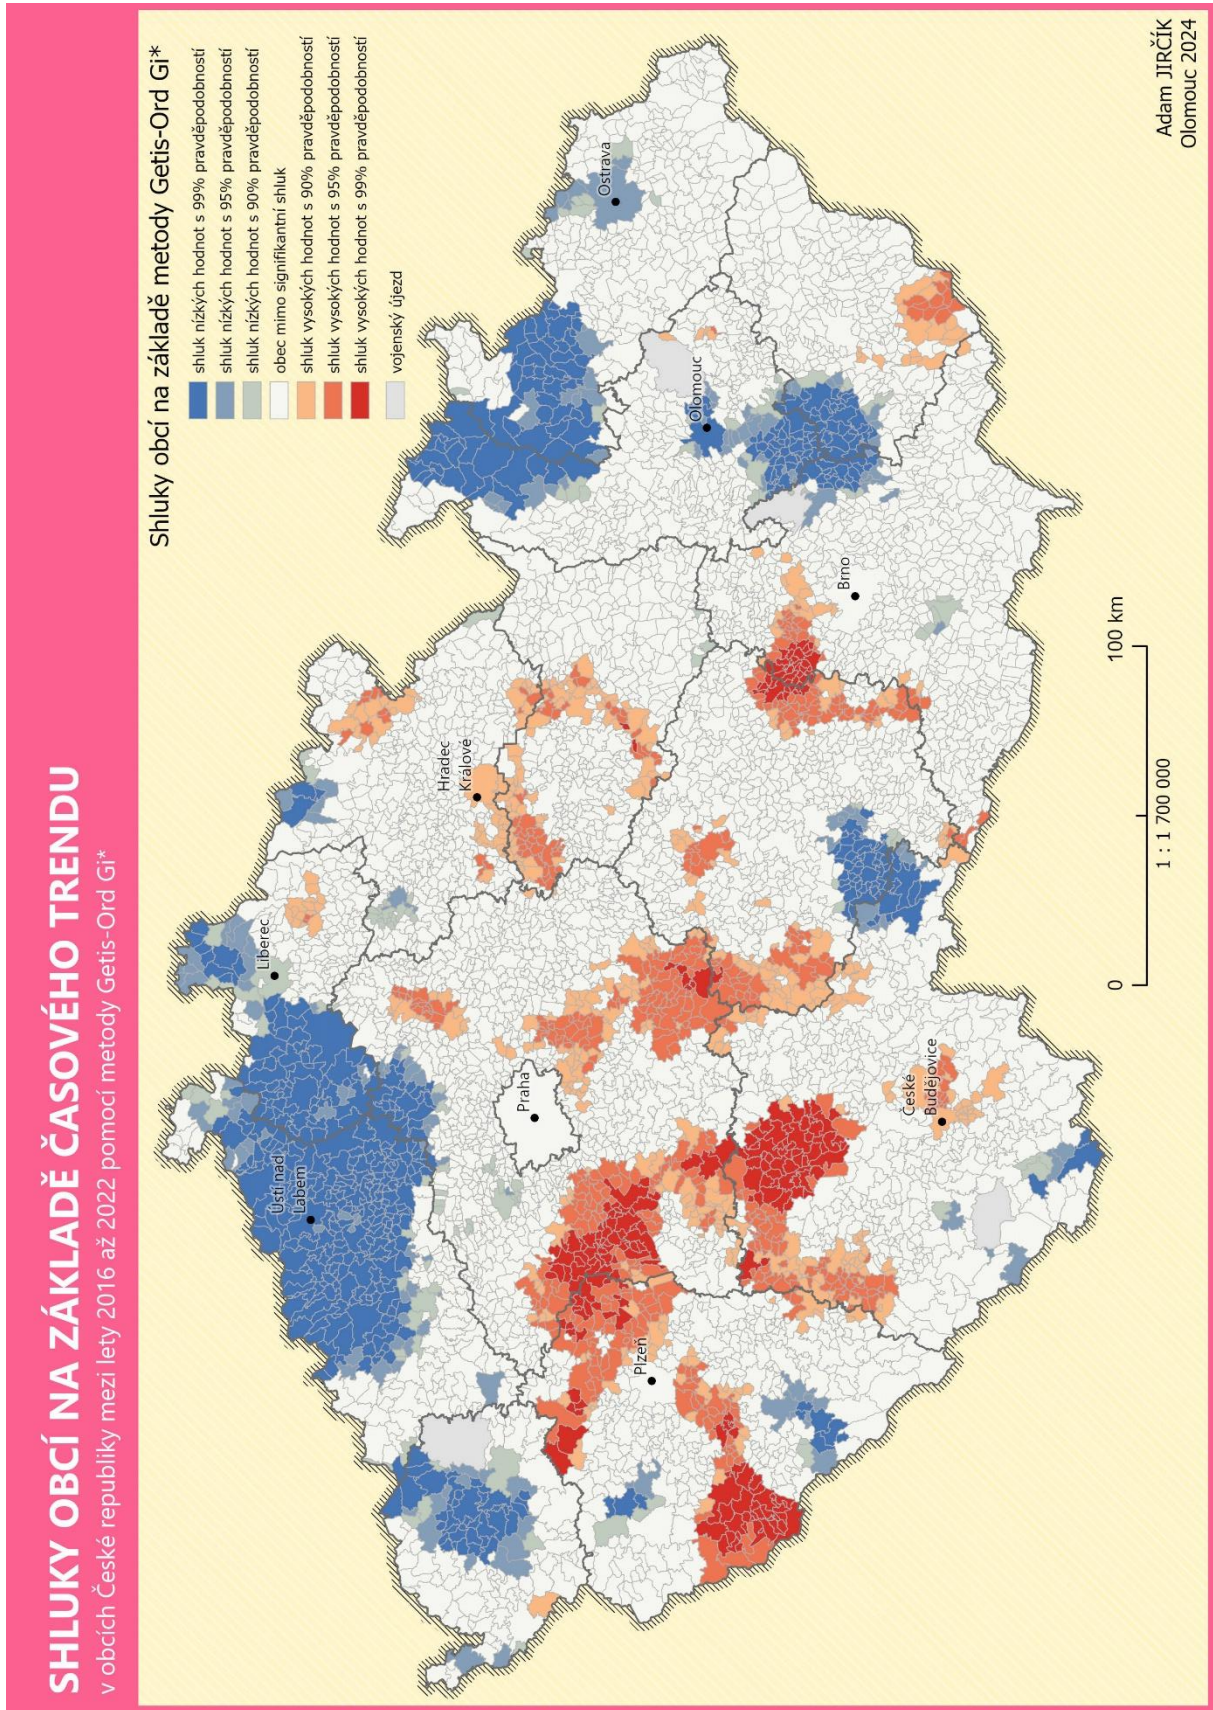 SHLUKY OBCÍ NA ZÁKLADĚ ČASOVÉHO TRENDU
v obcích České republiky mezi lety 2016 až 2022 pomocí metody Getis-Ord Gi*
Shluky obcí na základě metody Getis-Ord Gi*
shluk nízkých hodnot s 99% pravděpodobností
shluk nízkých hodnot s 95% pravděpodobností
shluk nízkých hodnot s 90% pravděpodobností
obec mimo signifikantní shluk
shluk vysokých hodnot s 90% pravděpodobností
shluk vysokých hodnot s 95% pravděpodobností
shluk vysokých hodnot s 99% pravděpodobností
vojenský újezd
Liberec
Ústí nad
Labem
Hradec
Králové
Praha
Plzeň
Ostrava
Olomouc
Brno
České
Budějovice
0
100 km
1 : 1 700 000
Adam JIRČÍK
Olomouc 2024